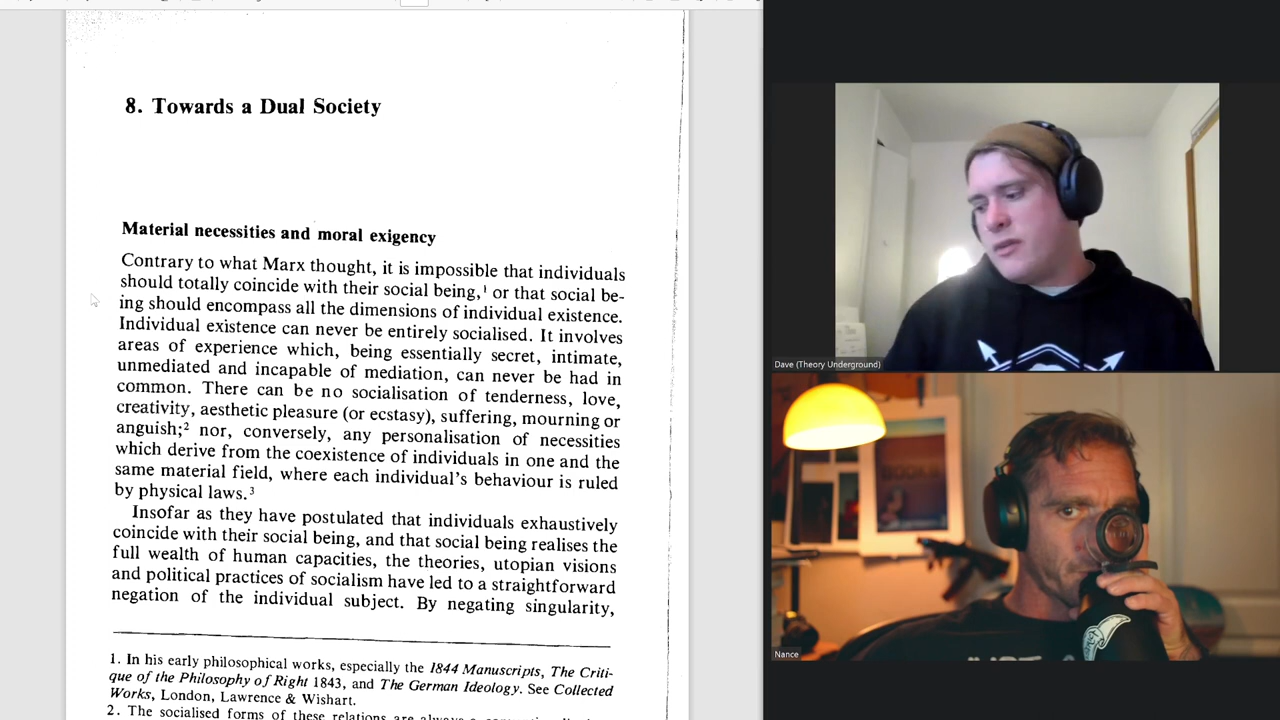 8. Towards a Dual Society
Material necessities and moral exigency
Contrary to what Marx thought, it is impossible that individuals
should totally coincide with their social being,¹ or that social be-
ing should encompass all the dimensions of individual existence.
Individual existence can never be entirely socialised. It involves
areas of experience which, being essentially secret, intimate,
unmediated and incapable of mediation, can never be had in
common. There can be no socialisation of tenderness, love,
creativity, aesthetic pleasure (or ecstasy), suffering, mourning or
anguish;² nor, conversely, any personalisation of necessities
which derive from the coexistence of individuals in one and the
same material field, where each individual's behaviour is ruled
by physical laws.³
Insofar as they have postulated that individuals exhaustively
coincide with their social being, and that social being realises the
full wealth of human capacities, the theories, utopian visions
and political practices of socialism have led to a straightforward
negation of the individual subject. By negating singularity,
1. In his early philosophical works, especially the 1844 Manuscripts, The Criti-
que of the Philosophy of Right 1843, and The German Ideology. See Collected
Works, London, Lawrence & Wishart.
2. The socialised forms of these relations are always a
Dave (Theory Underground)
Nance